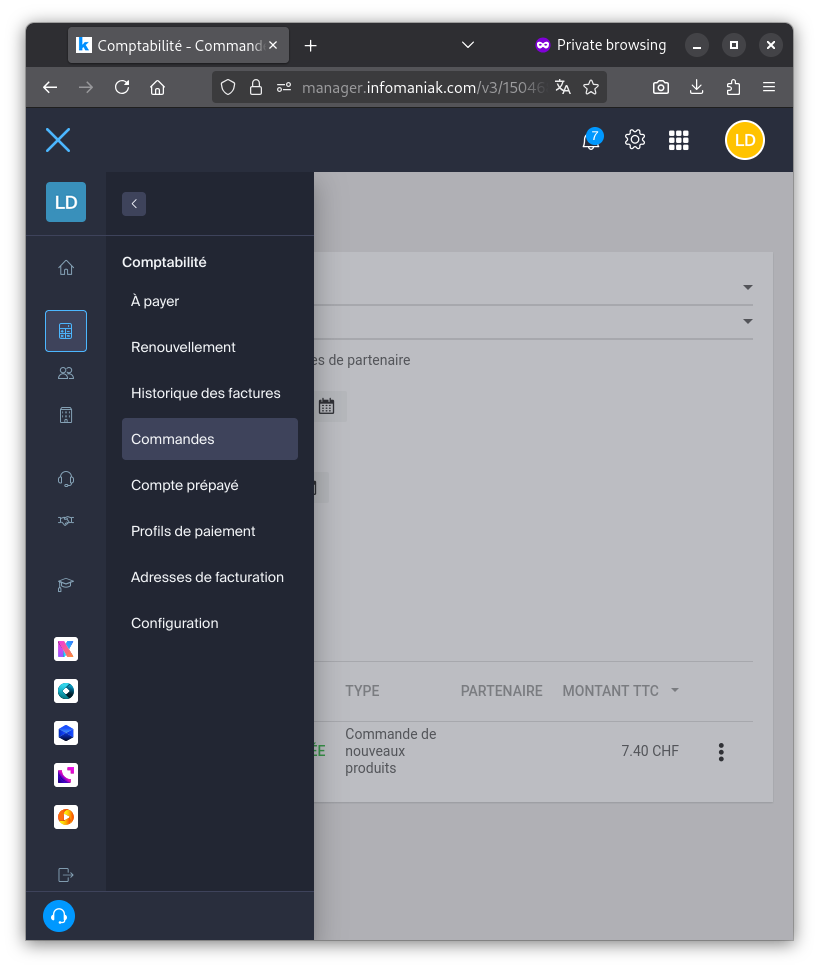 Comptabilité - Command
Private browsing
manager.infomaniak.com/v3/15046
7
LD
LD
Comptabilité
À payer
Renouvellement
Historique des factures
Commandes
Compte prépayé
Profils de paiement
Adresses de facturation
Configuration
es de partenaire
TYPE PARTENAIRE MONTANT TTC
ÉE
Commande de
nouveaux
produits
7.40 CHF